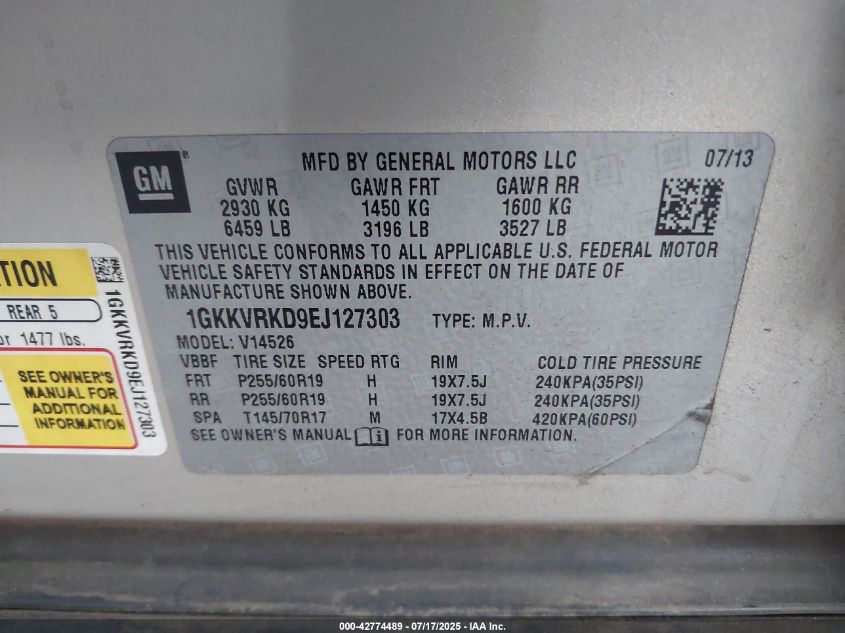 GM
MFD BY GENERAL MOTORS LLC 07/13
GVWR GAWR FRT GAWR RR
2930 KG 1450 KG 1600 KG
6459 LB 3196 LB 3527 LB
THIS VEHICLE CONFORMS TO ALL APPLICABLE U.S. FEDERAL MOTOR
VEHICLE SAFETY STANDARDS IN EFFECT ON THE DATE OF
MANUFACTURE SHOWN ABOVE.
1GKKVRKD9EJ127303 TYPE: M.P.V.
MODEL: V14526
VBBF TIRE SIZE SPEED RTG RIM COLD TIRE PRESSURE
FRT P255/60R19 H 19X7.5J 240KPA(35PSI)
RR P255/60R19 H 19X7.5J 240KPA(35PSI)
SPA T145/70R17 M 17X4.5B 420KPA(60PSI)
SEE OWNER'S MANUAL FOR MORE INFORMATION.
REAR 5
1477 lbs.
SEE OWNER'S
MANUAL FOR
ADDITIONAL
INFORMATION
1GKKVRKD9EJ127303
000-42774489 - 07/17/2025 - IAA Inc.